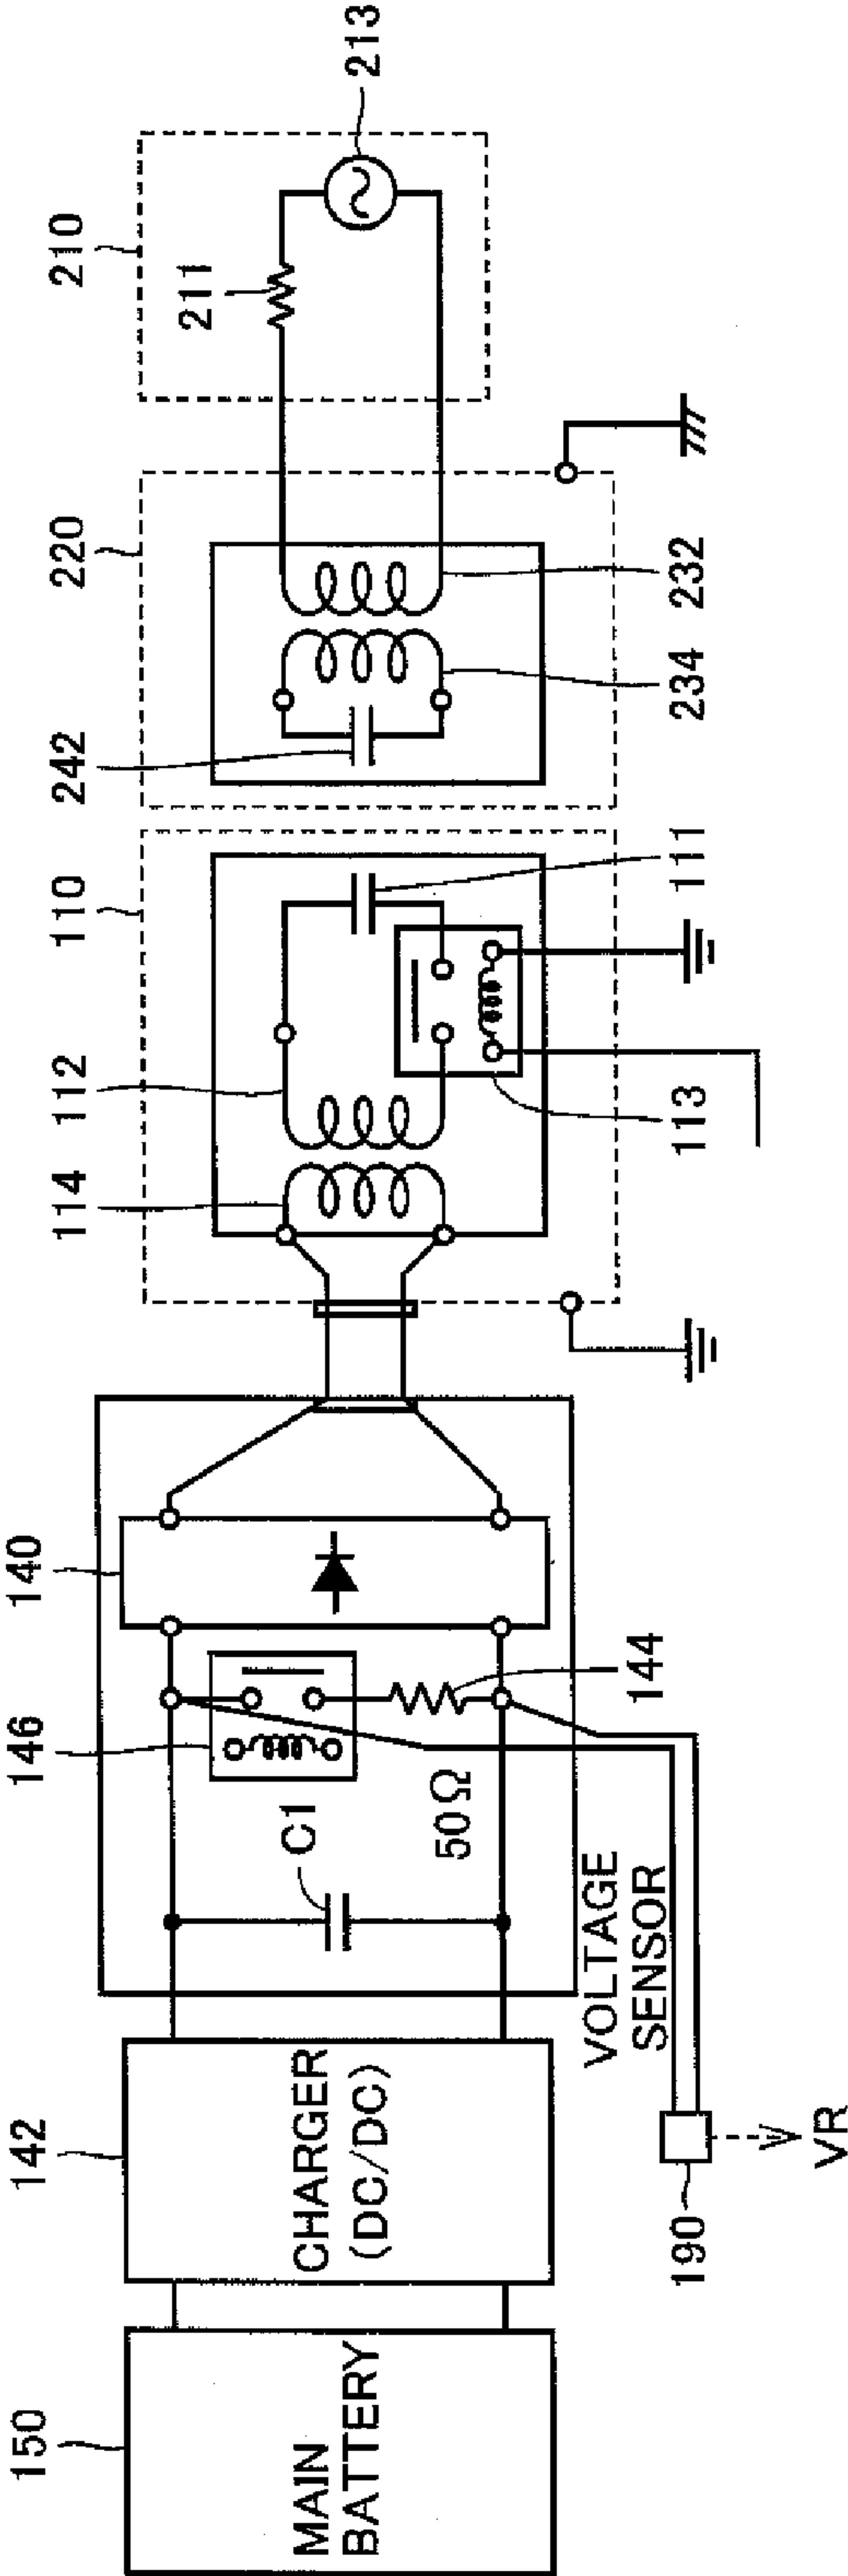 150
142
146
140
114
112
110
242
220
210
211
213
MAIN
BATTERY
CHARGER
(DC/DC)
C1
50Ω
144
VOLTAGE
SENSOR
113
111
234
232
190
VR